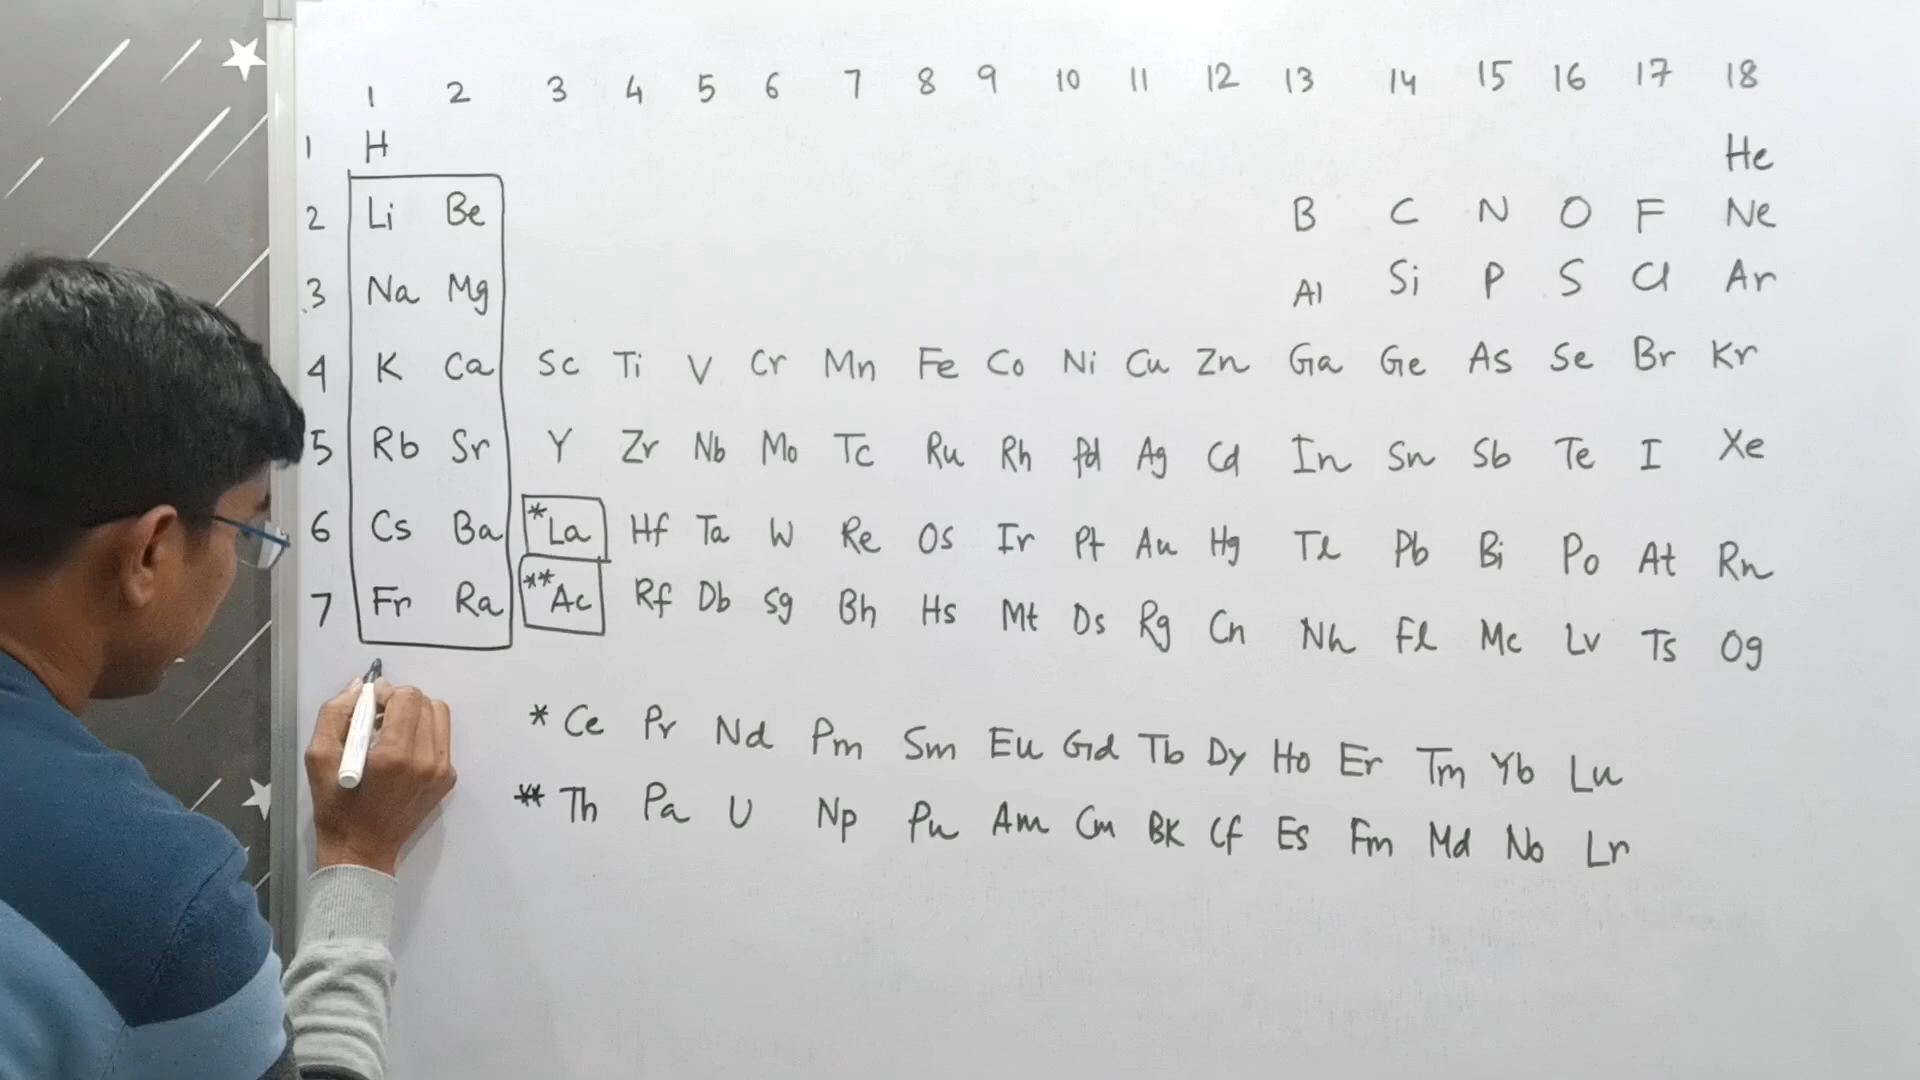 1 2 3 4 5 6 7 8 9 10 11 12 13 14 15 16 17 18
1 H He
2 Li Be B C N O F Ne
3 Na Mg Al Si P S Cl Ar
4 K Ca Sc Ti V Cr Mn Fe Co Ni Cu Zn Ga Ge As Se Br Kr
5 Rb Sr Y Zr Nb Mo Tc Ru Rh Pd Ag Cd In Sn Sb Te I Xe
6 Cs Ba *La Hf Ta W Re Os Ir Pt Au Hg Tl Pb Bi Po At Rn
7 Fr Ra **Ac Rf Db Sg Bh Hs Mt Ds Rg Cn Nh Fl Mc Lv Ts Og
* Ce Pr Nd Pm Sm Eu Gd Tb Dy Ho Er Tm Yb Lu
** Th Pa U Np Pu Am Cm BK Cf Es Fm Md No Lr